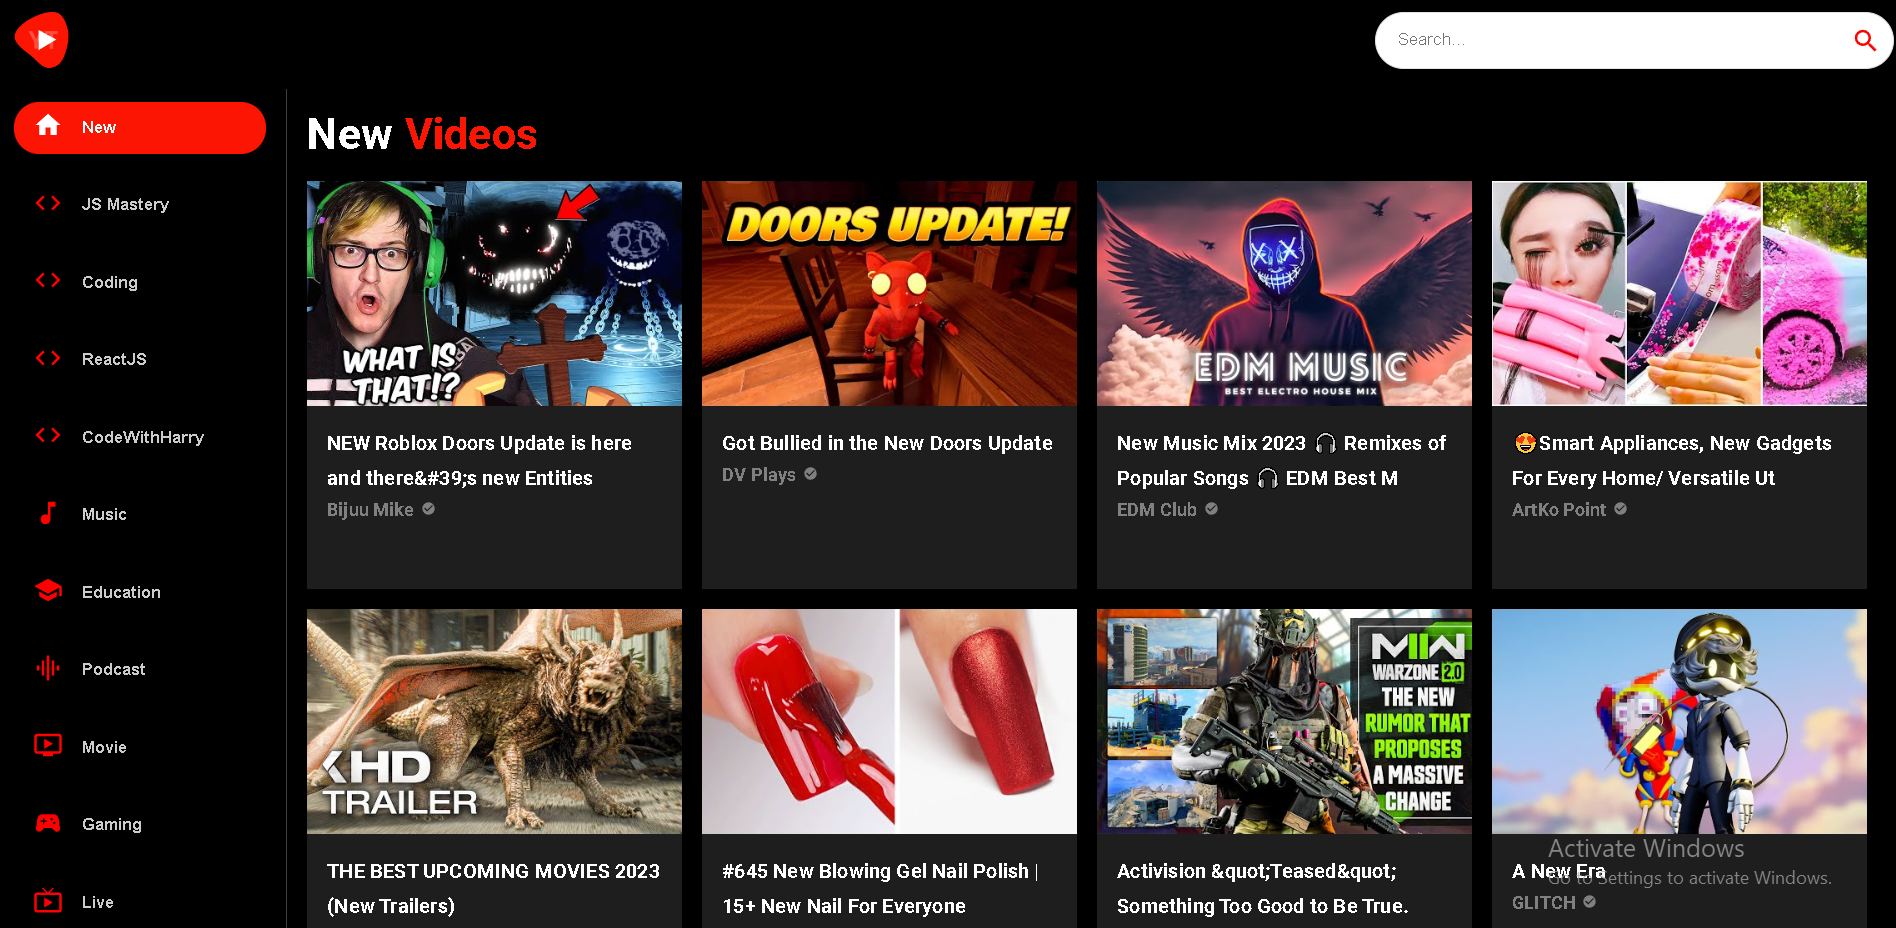 Search...
New
JS Mastery
Coding
ReactJS
CodeWithHarry
Music
Education
Podcast
Movie
Gaming
Live
New Videos
WHAT IS
THAT!?
NEW Roblox Doors Update is here
and there&#39;s new Entities
Bijuu Mike
DOORS UPDATE!
Got Bullied in the New Doors Update
DV Plays
EDM MUSIC
BEST ELECTRO HOUSE MIX
New Music Mix 2023 🎧 Remixes of
Popular Songs 🎧 EDM Best M
EDM Club
😍Smart Appliances, New Gadgets
For Every Home/ Versatile Ut
ArtKo Point
KHD
TRAILER
THE BEST UPCOMING MOVIES 2023
(New Trailers)
#645 New Blowing Gel Nail Polish |
15+ New Nail For Everyone
MW
WARZONE 2.0
THE NEW
RUMOR THAT
PROPOSES
A MASSIVE
CHANGE
Activision &quot;Teased&quot;
Something Too Good to Be True.
A New Era
GLITCH
Activate Windows
Go to Settings to activate Windows.